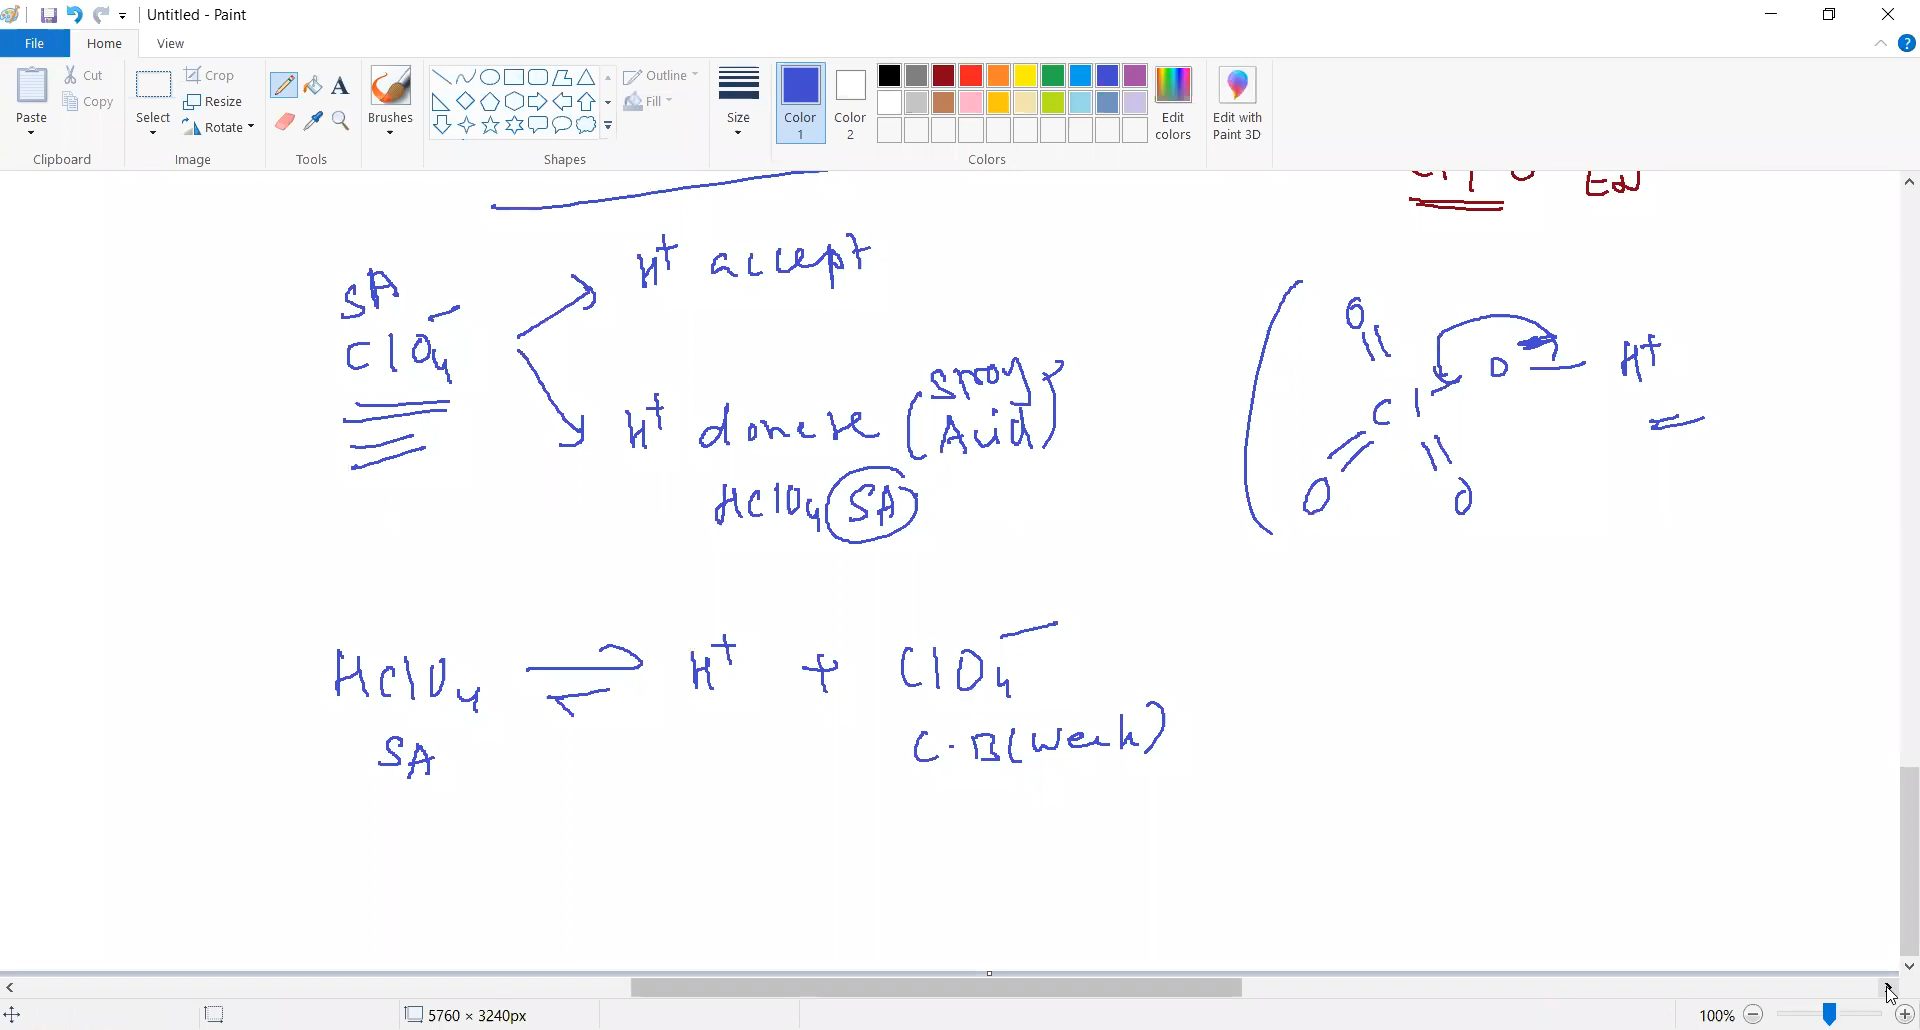 Untitled - Paint
File Home View
Cut
Copy
Paste
Clipboard
Select
Crop
Resize
Rotate
Image
Tools
A
Brushes
Shapes
Outline
Fill
Size
Color 1
Color 2
Colors
Edit colors
Edit with Paint 3D
H+ accept
SA
ClO4-
Strong
H+ donere (Acid)
HClO4 (SA)
O
O H+
Cl
O O
HClO4 ⇌ H+ + ClO4-
SA C.B (Weak)
5760 × 3240px
100%